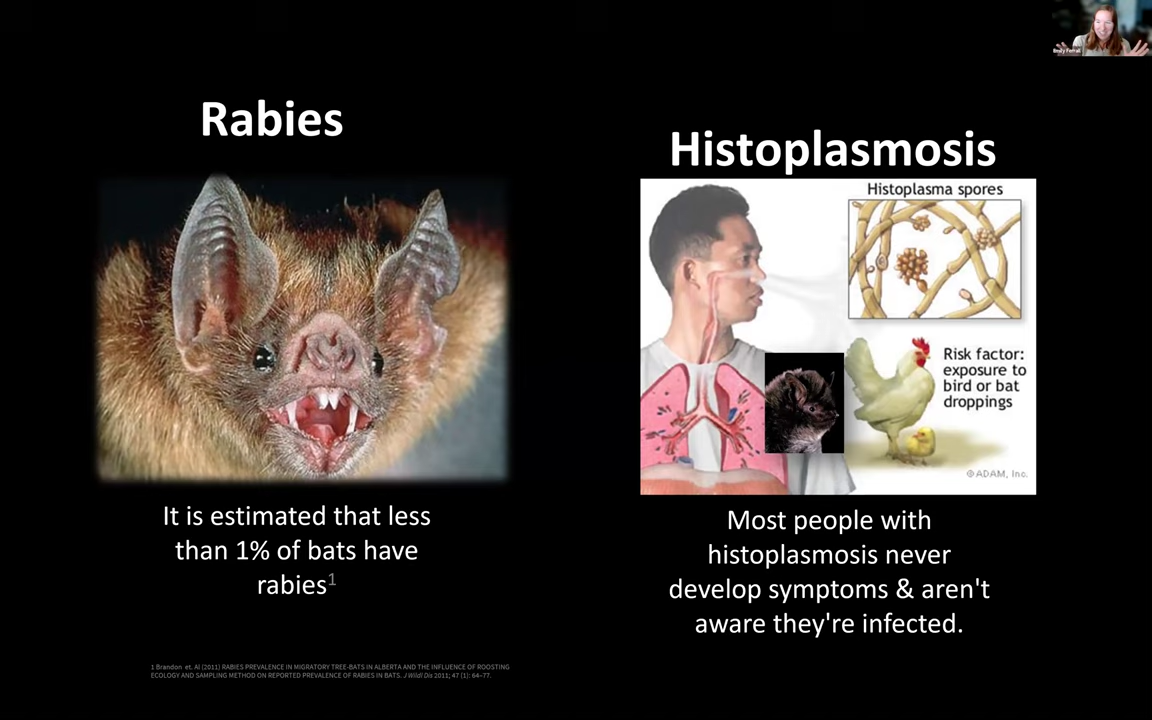 Emily Ferrall
Rabies
It is estimated that less
than 1% of bats have
rabies1
1 Brandon et. Al (2011) RABIES PREVALENCE IN MIGRATORY TREE-BATS IN ALBERTA AND THE INFLUENCE OF ROOSTING
ECOLOGY AND SAMPLING METHOD ON REPORTED PREVALENCE OF RABIES IN BATS. J Wildl Dis 2011; 47 (1): 64–77.
Histoplasmosis
Histoplasma spores
Risk factor:
exposure to
bird or bat
droppings
©ADAM, Inc.
Most people with
histoplasmosis never
develop symptoms & aren't
aware they're infected.